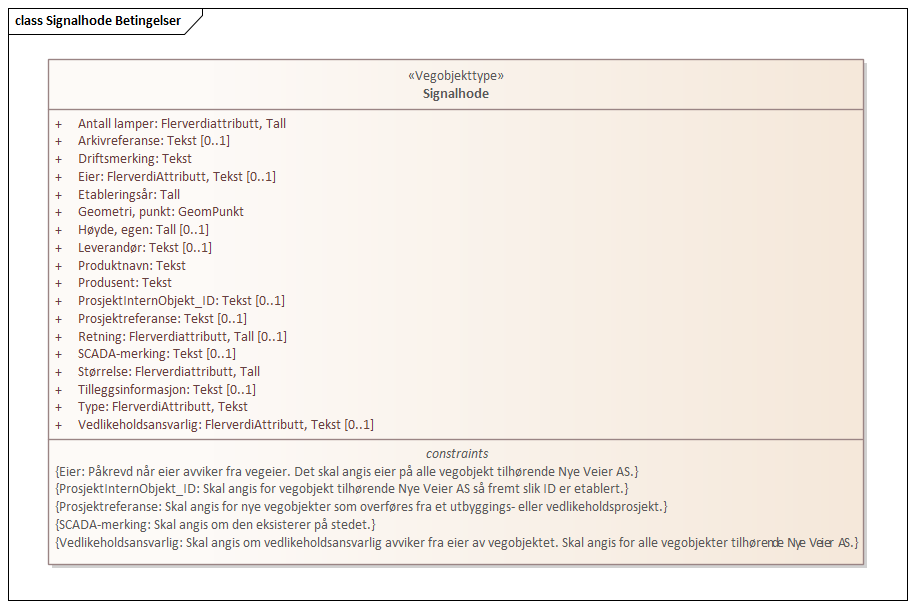 class Signalhode Betingelser
«Vegobjekttype»
Signalhode
+ Antall lamper: Flerverdiattributt, Tall
+ Arkivreferanse: Tekst [0..1]
+ Driftsmerking: Tekst
+ Eier: FlerverdiAttributt, Tekst [0..1]
+ Etableringsår: Tall
+ Geometri, punkt: GeomPunkt
+ Høyde, egen: Tall [0..1]
+ Leverandør: Tekst [0..1]
+ Produktnavn: Tekst
+ Produsent: Tekst
+ ProsjektInternObjekt_ID: Tekst [0..1]
+ Prosjektreferanse: Tekst [0..1]
+ Retning: Flerverdiattributt, Tall [0..1]
+ SCADA-merking: Tekst [0..1]
+ Størrelse: Flerverdiattributt, Tall
+ Tilleggsinformasjon: Tekst [0..1]
+ Type: FlerverdiAttributt, Tekst
+ Vedlikeholdsansvarlig: FlerverdiAttributt, Tekst [0..1]
constraints
{Eier: Påkrevd når eier avviker fra vegeier. Det skal angis eier på alle vegobjekt tilhørende Nye Veier AS.}
{ProsjektInternObjekt_ID: Skal angis for vegobjekt tilhørende Nye Veier AS så fremt slik ID er etablert.}
{Prosjektreferanse: Skal angis for nye vegobjekter som overføres fra et utbyggings- eller vedlikeholdsprosjekt.}
{SCADA-merking: Skal angis om den eksisterer på stedet.}
{Vedlikeholdsansvarlig: Skal angis om vedlikeholdsansvarlig avviker fra eier av vegobjektet. Skal angis for alle vegobjekter tilhørende Nye Veier AS.}